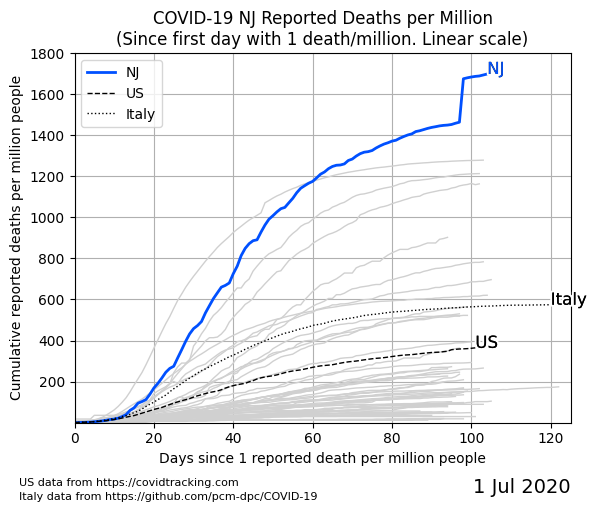 COVID-19 NJ Reported Deaths per Million
(Since first day with 1 death/million. Linear scale)
Cumulative reported deaths per million people
1800
1600
1400
1200
1000
800
600
400
200
NJ
US
Italy
NJ
Italy
US
0
20
40
60
80
100
120
Days since 1 reported death per million people
US data from https://covidtracking.com
Italy data from https://github.com/pcm-dpc/COVID-19
1 Jul 2020